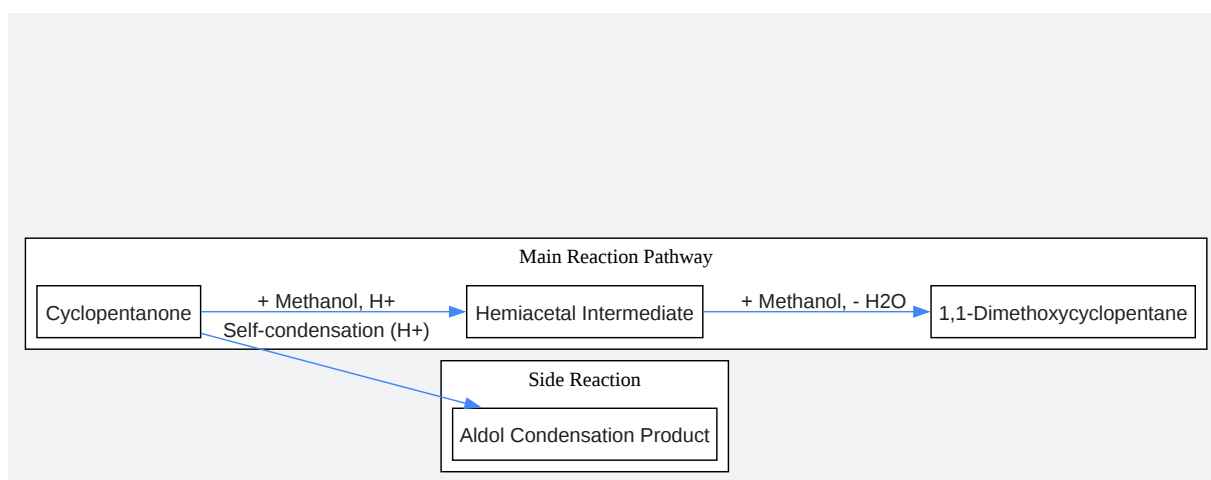 Main Reaction Pathway
Cyclopentanone
+ Methanol, H+
Hemiacetal Intermediate
+ Methanol, - H2O
1,1-Dimethoxycyclopentane
Self-condensation (H+)
Side Reaction
Aldol Condensation Product